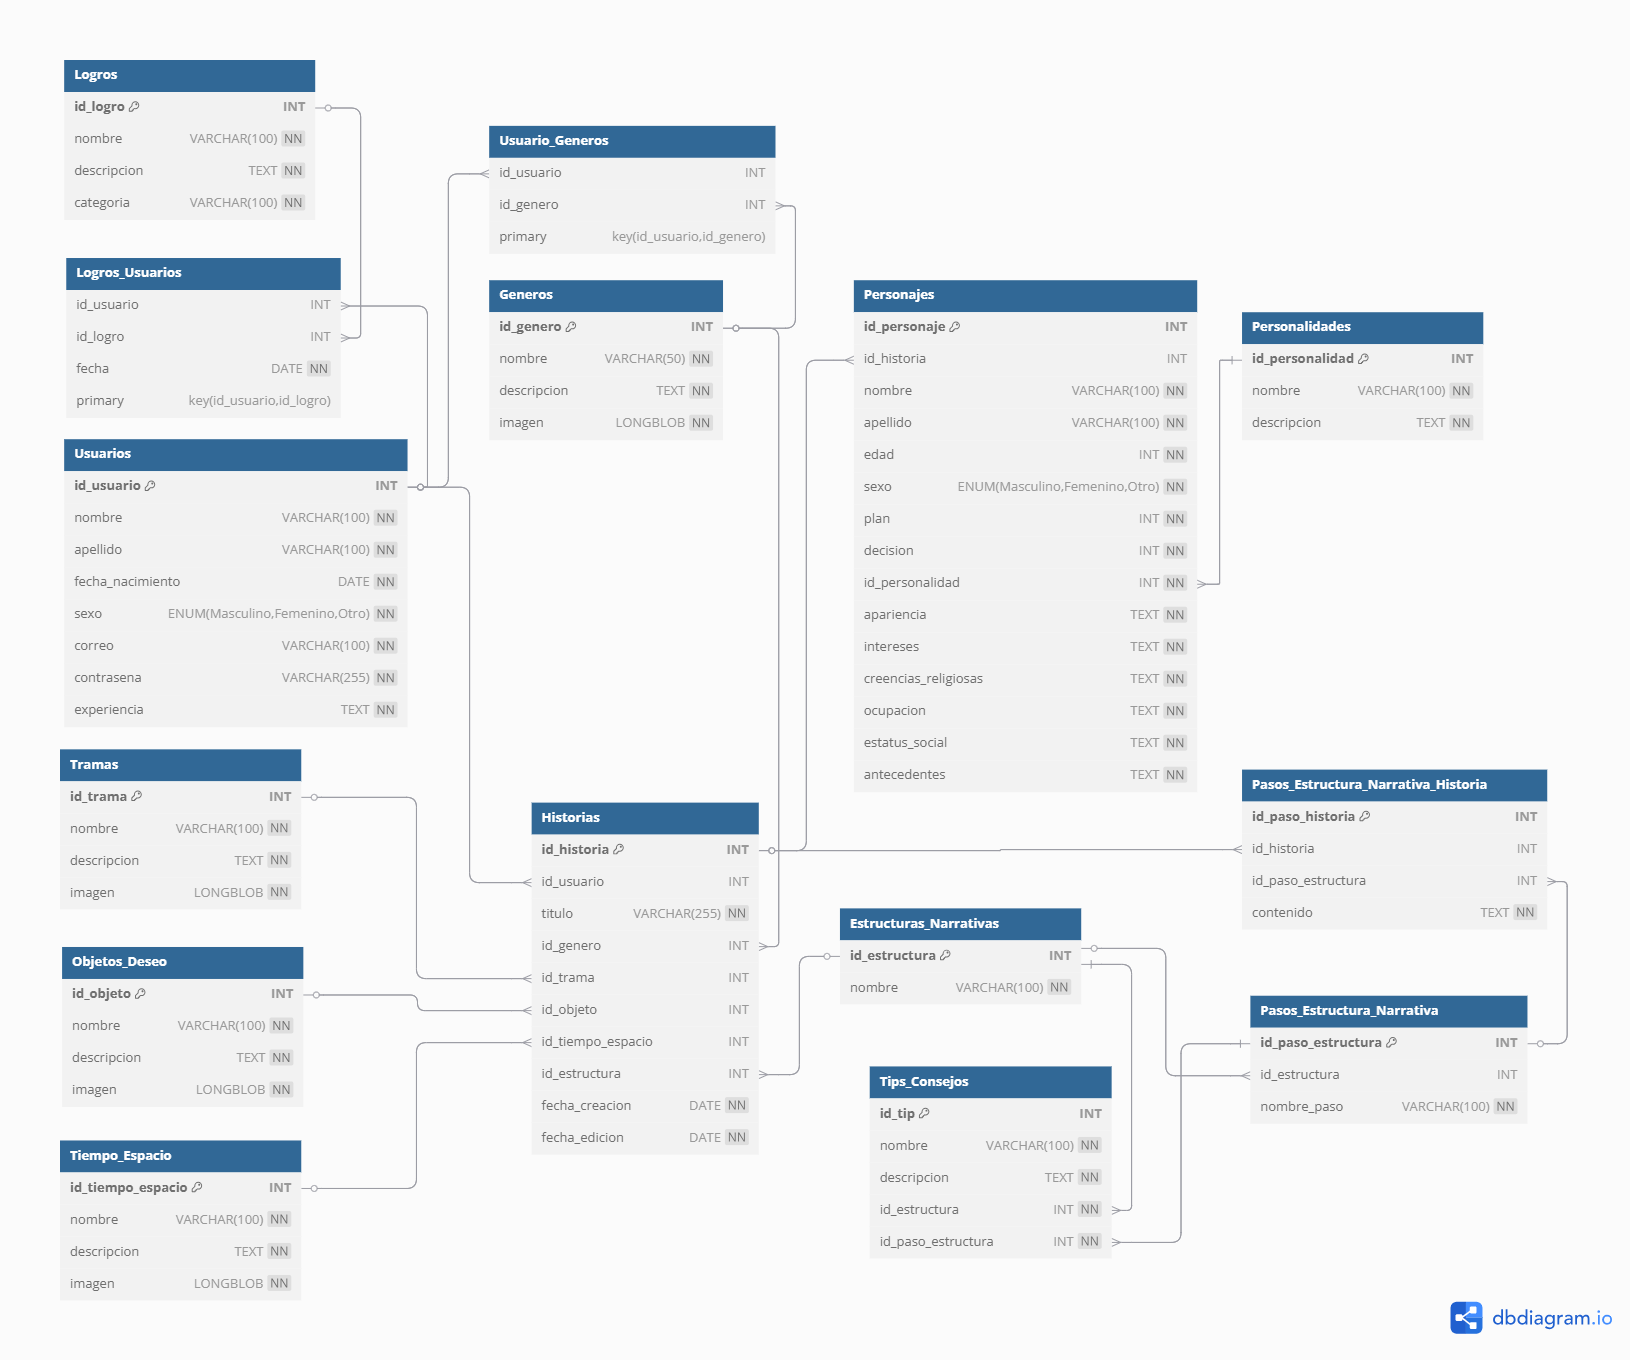 Logros
id_logro INT
nombre VARCHAR(100) NN
descripcion TEXT NN
categoria VARCHAR(100) NN
Logros_Usuarios
id_usuario INT
id_logro INT
fecha DATE NN
primary key(id_usuario,id_logro)
Usuarios
id_usuario INT
nombre VARCHAR(100) NN
apellido VARCHAR(100) NN
fecha_nacimiento DATE NN
sexo ENUM(Masculino,Femenino,Otro) NN
correo VARCHAR(100) NN
contrasena VARCHAR(255) NN
experiencia TEXT NN
Tramas
id_trama INT
nombre VARCHAR(100) NN
descripcion TEXT NN
imagen LONGBLOB NN
Objetos_Deseo
id_objeto INT
nombre VARCHAR(100) NN
descripcion TEXT NN
imagen LONGBLOB NN
Tiempo_Espacio
id_tiempo_espacio INT
nombre VARCHAR(100) NN
descripcion TEXT NN
imagen LONGBLOB NN
Usuario_Generos
id_usuario INT
id_genero INT
primary key(id_usuario,id_genero)
Generos
id_genero INT
nombre VARCHAR(50) NN
descripcion TEXT NN
imagen LONGBLOB NN
Historias
id_historia INT
id_usuario INT
titulo VARCHAR(255) NN
id_genero INT
id_trama INT
id_objeto INT
id_tiempo_espacio INT
id_estructura INT
fecha_creacion DATE NN
fecha_edicion DATE NN
Personajes
id_personaje INT
id_historia INT
nombre VARCHAR(100) NN
apellido VARCHAR(100) NN
edad INT NN
sexo ENUM(Masculino,Femenino,Otro) NN
plan INT NN
decision INT NN
id_personalidad INT NN
apariencia TEXT NN
intereses TEXT NN
creencias_religiosas TEXT NN
ocupacion TEXT NN
estatus_social TEXT NN
antecedentes TEXT NN
Estructuras_Narrativas
id_estructura INT
nombre VARCHAR(100) NN
Tips_Consejos
id_tip INT
nombre VARCHAR(100) NN
descripcion TEXT NN
id_estructura INT NN
id_paso_estructura INT NN
Personalidades
id_personalidad INT
nombre VARCHAR(100) NN
descripcion TEXT NN
Pasos_Estructura_Narrativa_Historia
id_paso_historia INT
id_historia INT
id_paso_estructura INT
contenido TEXT NN
Pasos_Estructura_Narrativa
id_paso_estructura INT
id_estructura INT
nombre_paso VARCHAR(100) NN
dbdiagram.io